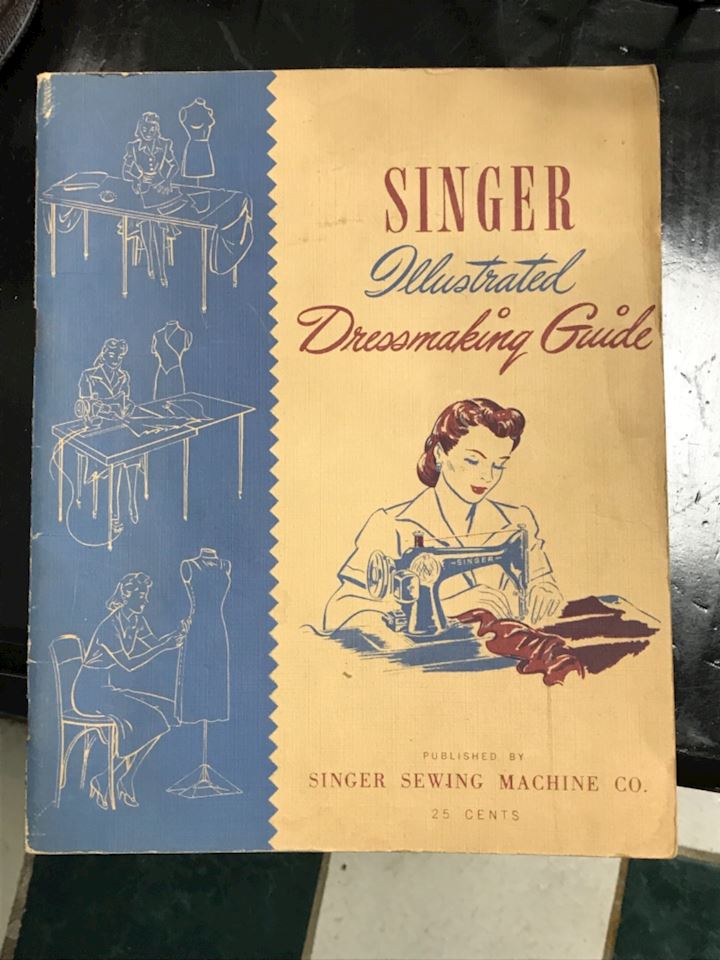 SINGER
Illustrated
Dressmaking Guide
SINGER
PUBLISHED BY
SINGER SEWING MACHINE CO.
25 CENTS